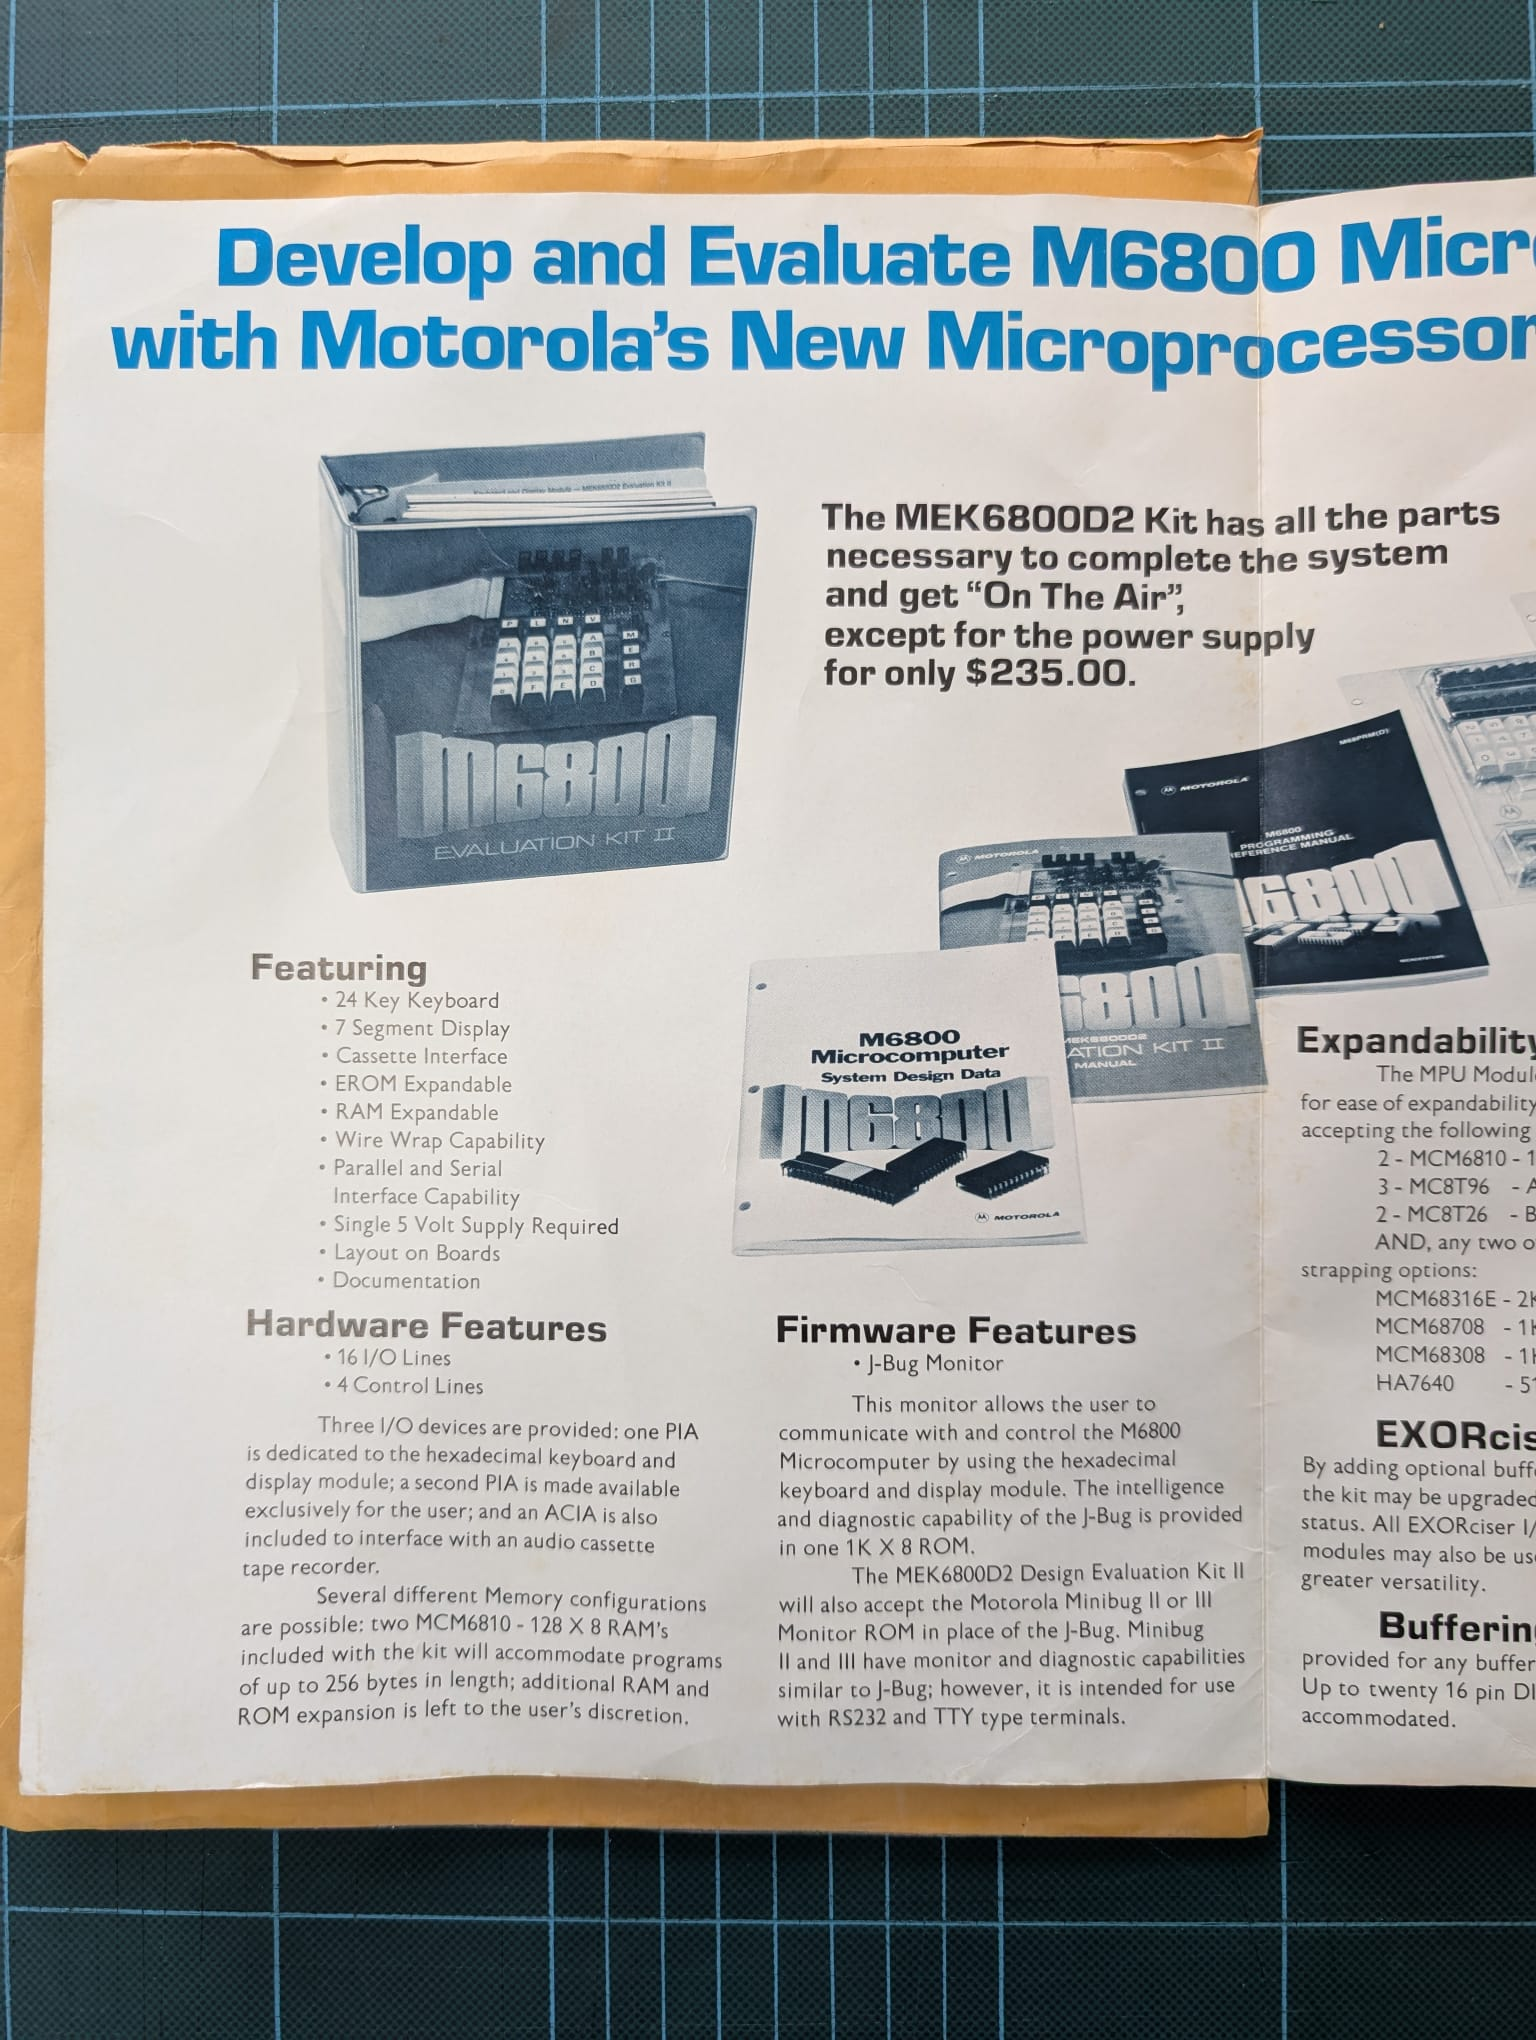 Develop and Evaluate M6800 Micr
with Motorola's New Microprocessor
Keyboard and Display Module — MEK6800D2 Evaluation Kit II
P L N V
A M
B E
C R
F E D G
M6800
EVALUATION KIT II
The MEK6800D2 Kit has all the parts
necessary to complete the system
and get “On The Air”,
except for the power supply
for only $235.00.
M68PRM(D)
MOTOROLA
M6800
PROGRAMMING
REFERENCE MANUAL
6800
MICROSYSTEMS
MOTOROLA
6800
MEK6800D2
ATION KIT II
MANUAL
M6800
Microcomputer
System Design Data
M6800
MOTOROLA
Featuring
• 24 Key Keyboard
• 7 Segment Display
• Cassette Interface
• EROM Expandable
• RAM Expandable
• Wire Wrap Capability
• Parallel and Serial
Interface Capability
• Single 5 Volt Supply Required
• Layout on Boards
• Documentation
Hardware Features
• 16 I/O Lines
• 4 Control Lines
Three I/O devices are provided: one PIA
is dedicated to the hexadecimal keyboard and
display module; a second PIA is made available
exclusively for the user; and an ACIA is also
included to interface with an audio cassette
tape recorder.
Several different Memory configurations
are possible: two MCM6810 - 128 X 8 RAM's
included with the kit will accommodate programs
of up to 256 bytes in length; additional RAM and
ROM expansion is left to the user's discretion.
Firmware Features
• J-Bug Monitor
This monitor allows the user to
communicate with and control the M6800
Microcomputer by using the hexadecimal
keyboard and display module. The intelligence
and diagnostic capability of the J-Bug is provided
in one 1K X 8 ROM.
The MEK6800D2 Design Evaluation Kit II
will also accept the Motorola Minibug II or III
Monitor ROM in place of the J-Bug. Minibug
II and III have monitor and diagnostic capabilities
similar to J-Bug; however, it is intended for use
with RS232 and TTY type terminals.
Expandability
The MPU Modul
for ease of expandability
accepting the following
2 - MCM6810 - 1
3 - MC8T96 - A
2 - MC8T26 - B
AND, any two o
strapping options:
MCM68316E - 2K
MCM68708 - 1K
MCM68308 - 1K
HA7640 - 51
EXORcis
By adding optional buff
the kit may be upgraded
status. All EXORciser I/
modules may also be us
greater versatility.
Bufferin
provided for any buffer
Up to twenty 16 pin DI
accommodated.